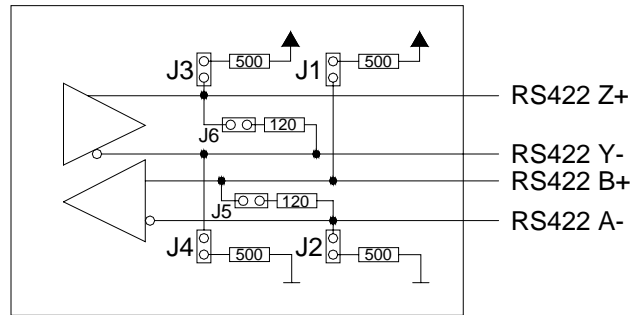 J3 500 J1 500
RS422 Z+
J6 120
RS422 Y-
RS422 B+
J5 120
RS422 A-
J4 500 J2 500